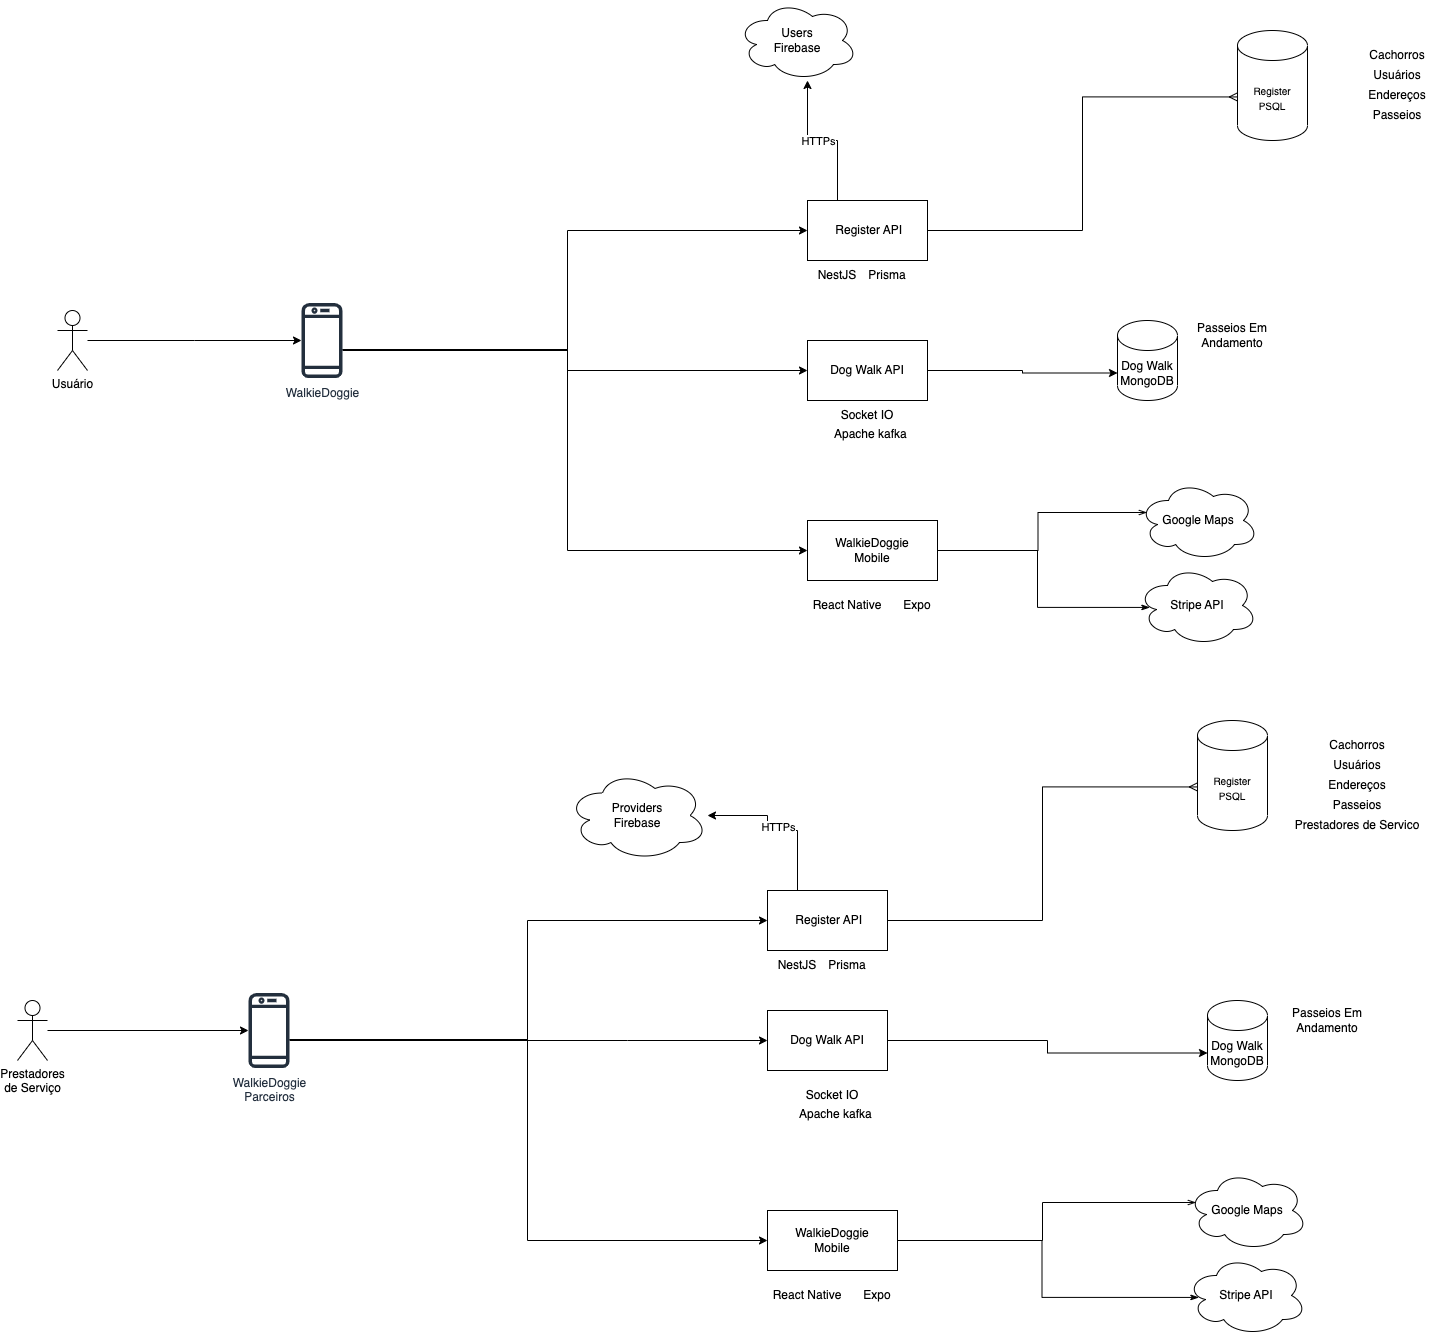 Users
Firebase
Register
PSQL
Cachorros
Usuários
Endereços
Passeios
HTTPs
Register API
NestJS Prisma
Usuário
WalkieDoggie
Dog Walk API
Socket IO
Apache kafka
Dog Walk
MongoDB
Passeios Em
Andamento
WalkieDoggie
Mobile
React Native Expo
Google Maps
Stripe API
Providers
Firebase
HTTPs
Register
PSQL
Cachorros
Usuários
Endereços
Passeios
Prestadores de Servico
Register API
NestJS Prisma
Prestadores
de Serviço
WalkieDoggie
Parceiros
Dog Walk API
Socket IO
Apache kafka
Dog Walk
MongoDB
Passeios Em
Andamento
WalkieDoggie
Mobile
React Native Expo
Google Maps
Stripe API